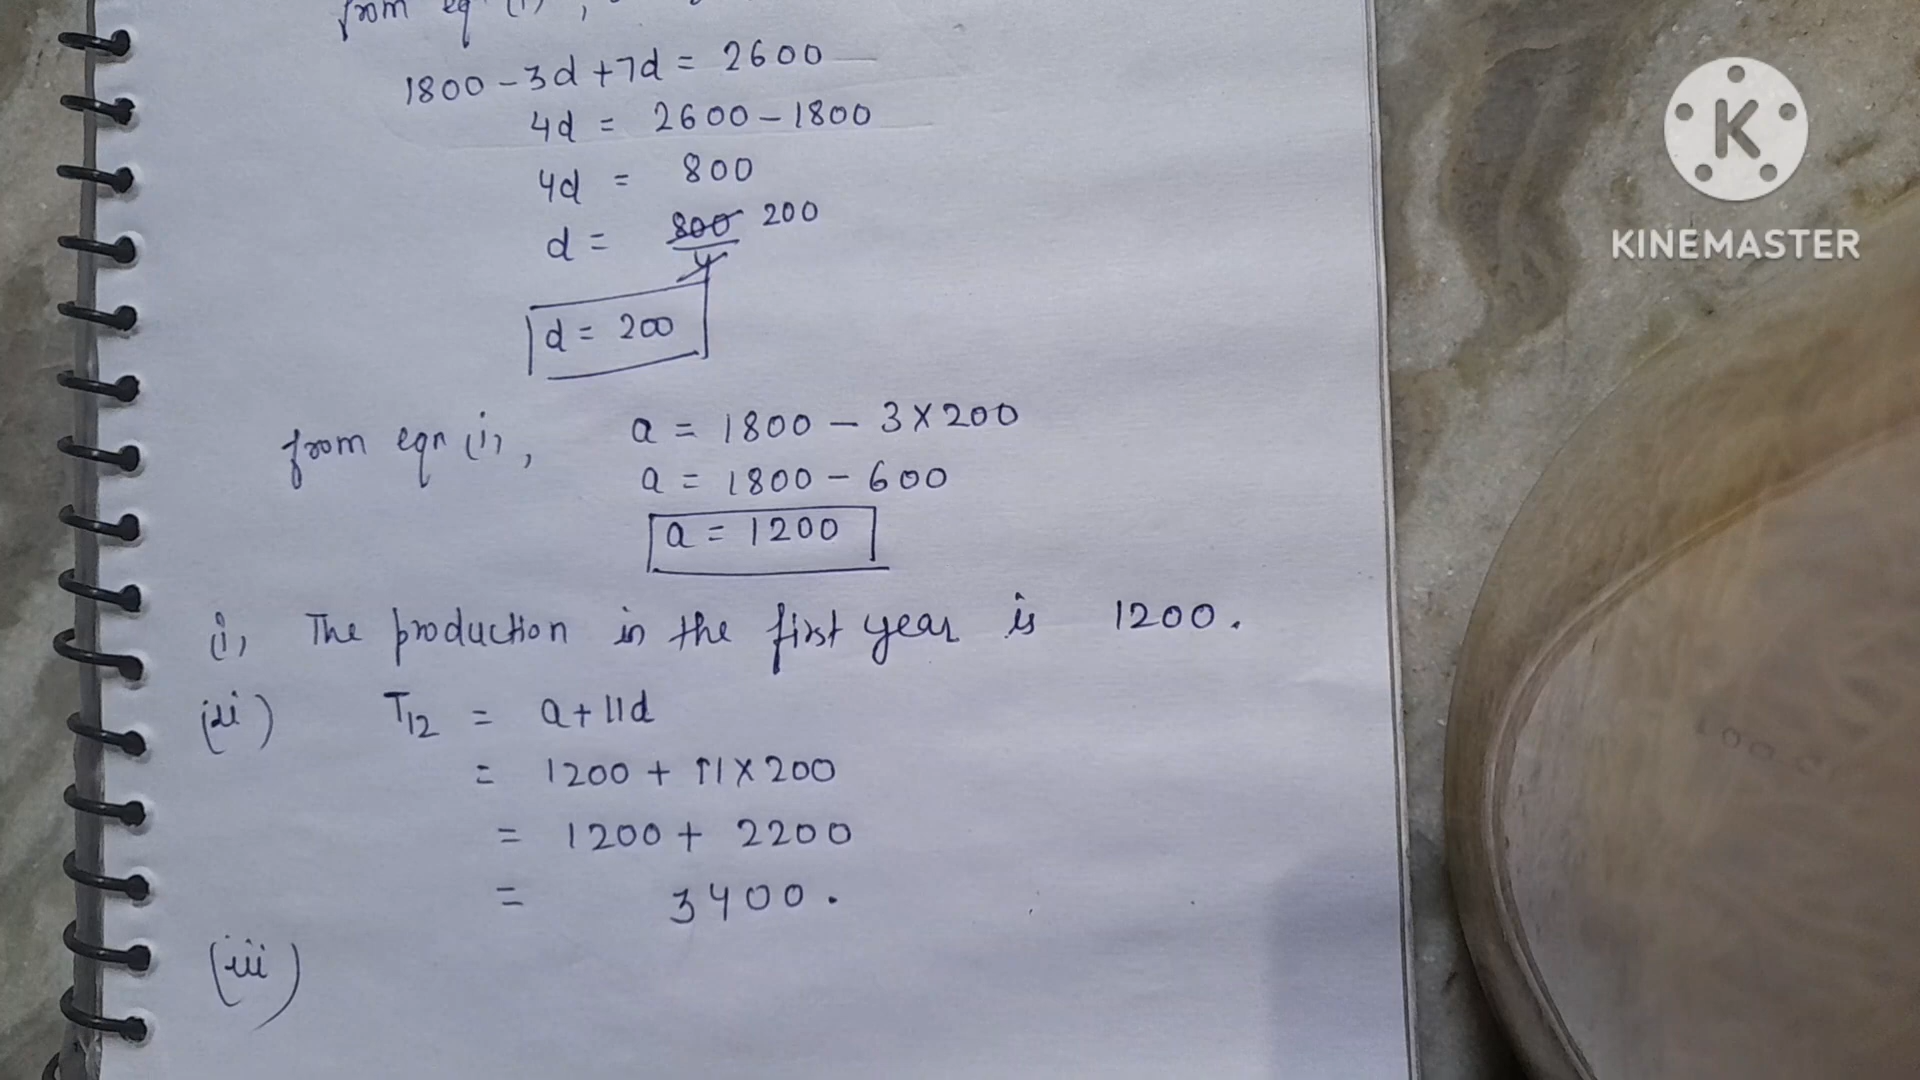 from eq (i),
1800 - 3d + 7d = 2600
4d = 2600 - 1800
4d = 800
d = 800/4 200
d = 200
from eqn (i), a = 1800 - 3 × 200
a = 1800 - 600
a = 1200
(i) The production in the first year is 1200.
(ii) T12 = a + 11d
= 1200 + 11 × 200
= 1200 + 2200
= 3400.
(iii)
K
KINEMASTER